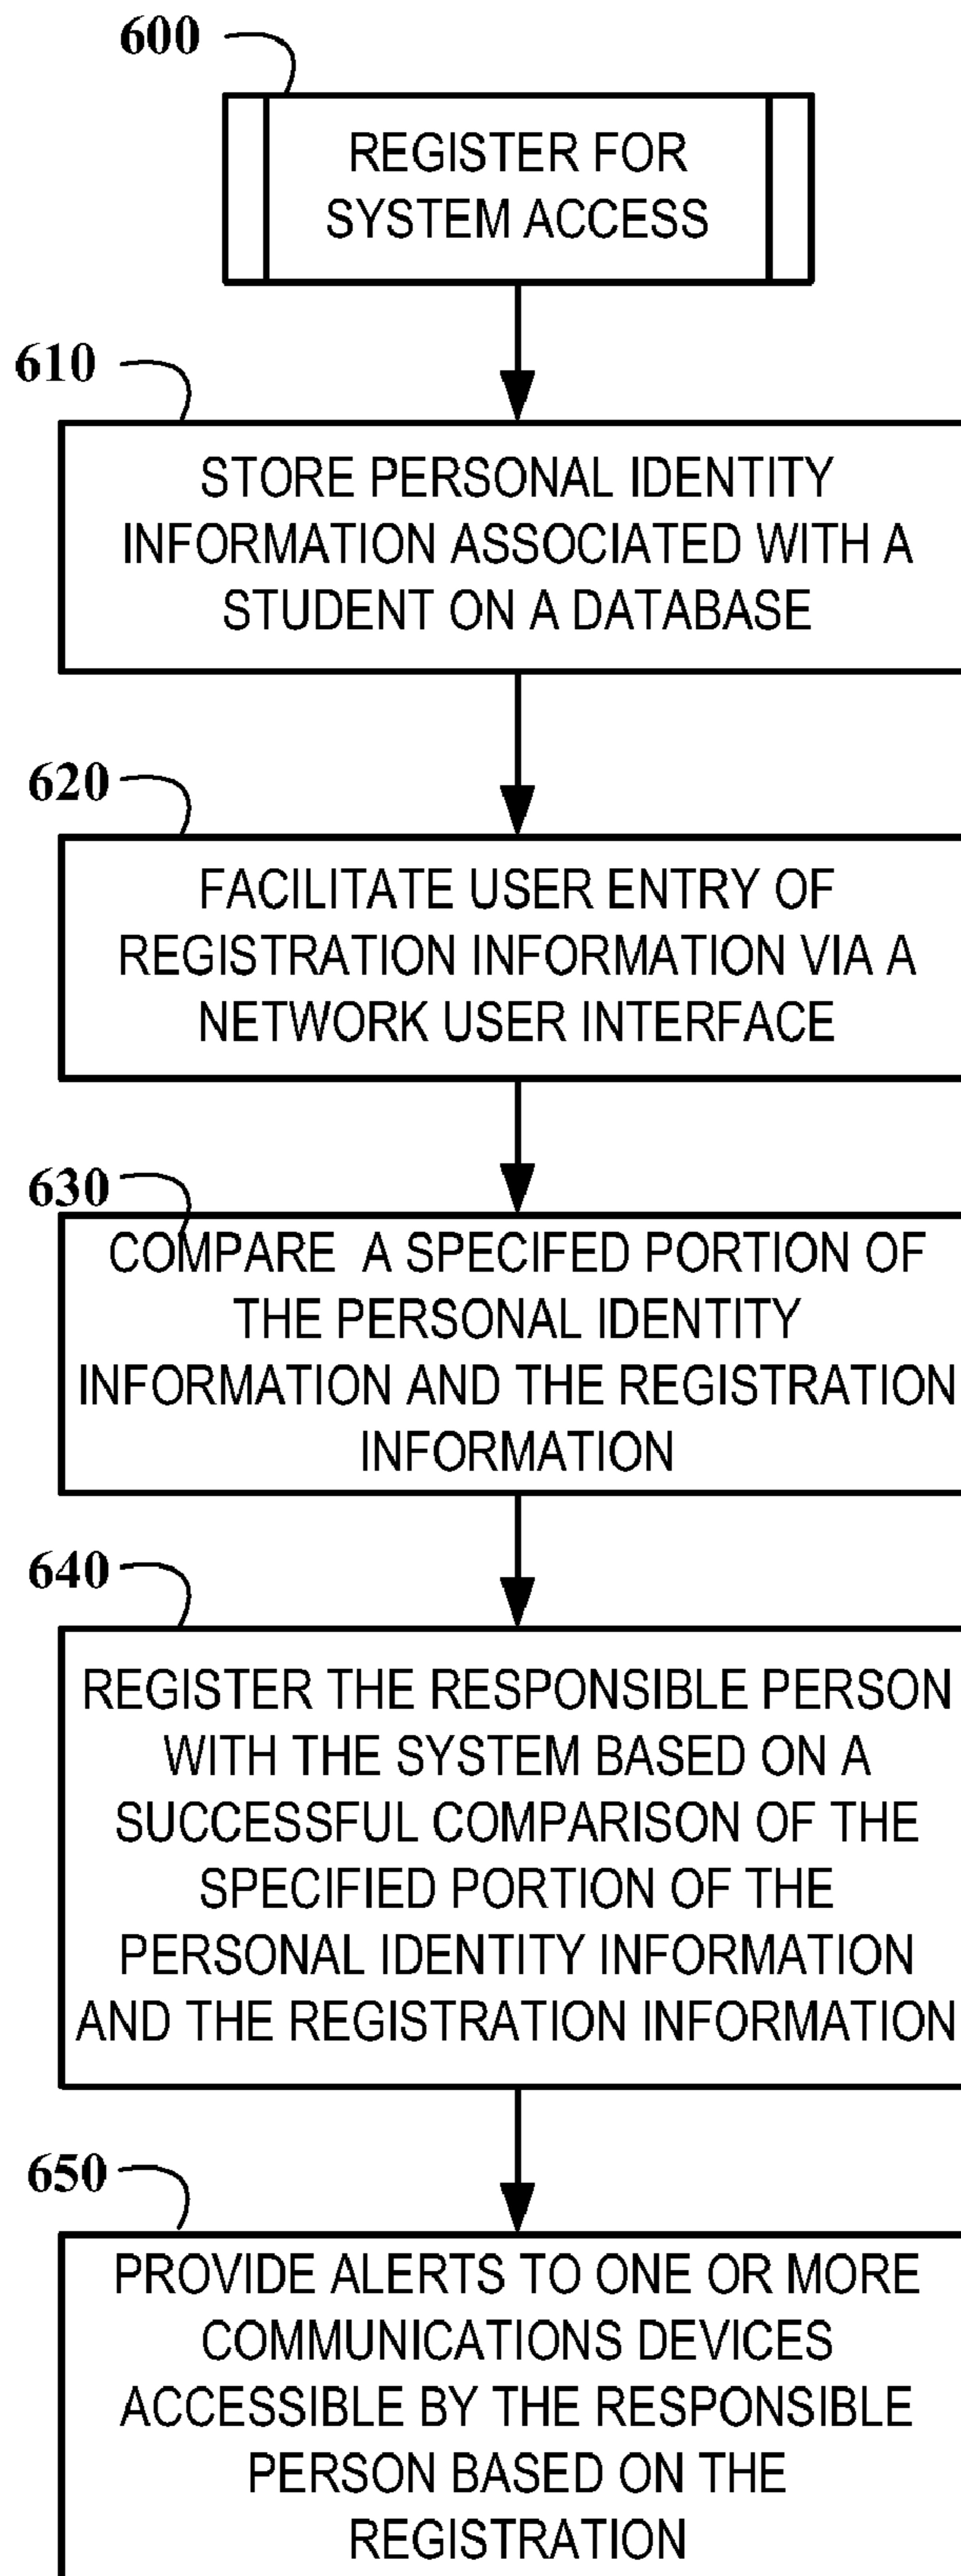 600
REGISTER FOR
SYSTEM ACCESS
610
STORE PERSONAL IDENTITY
INFORMATION ASSOCIATED WITH A
STUDENT ON A DATABASE
620
FACILITATE USER ENTRY OF
REGISTRATION INFORMATION VIA A
NETWORK USER INTERFACE
630
COMPARE A SPECIFED PORTION OF
THE PERSONAL IDENTITY
INFORMATION AND THE REGISTRATION
INFORMATION
640
REGISTER THE RESPONSIBLE PERSON
WITH THE SYSTEM BASED ON A
SUCCESSFUL COMPARISON OF THE
SPECIFIED PORTION OF THE
PERSONAL IDENTITY INFORMATION
AND THE REGISTRATION INFORMATION
650
PROVIDE ALERTS TO ONE OR MORE
COMMUNICATIONS DEVICES
ACCESSIBLE BY THE RESPONSIBLE
PERSON BASED ON THE
REGISTRATION